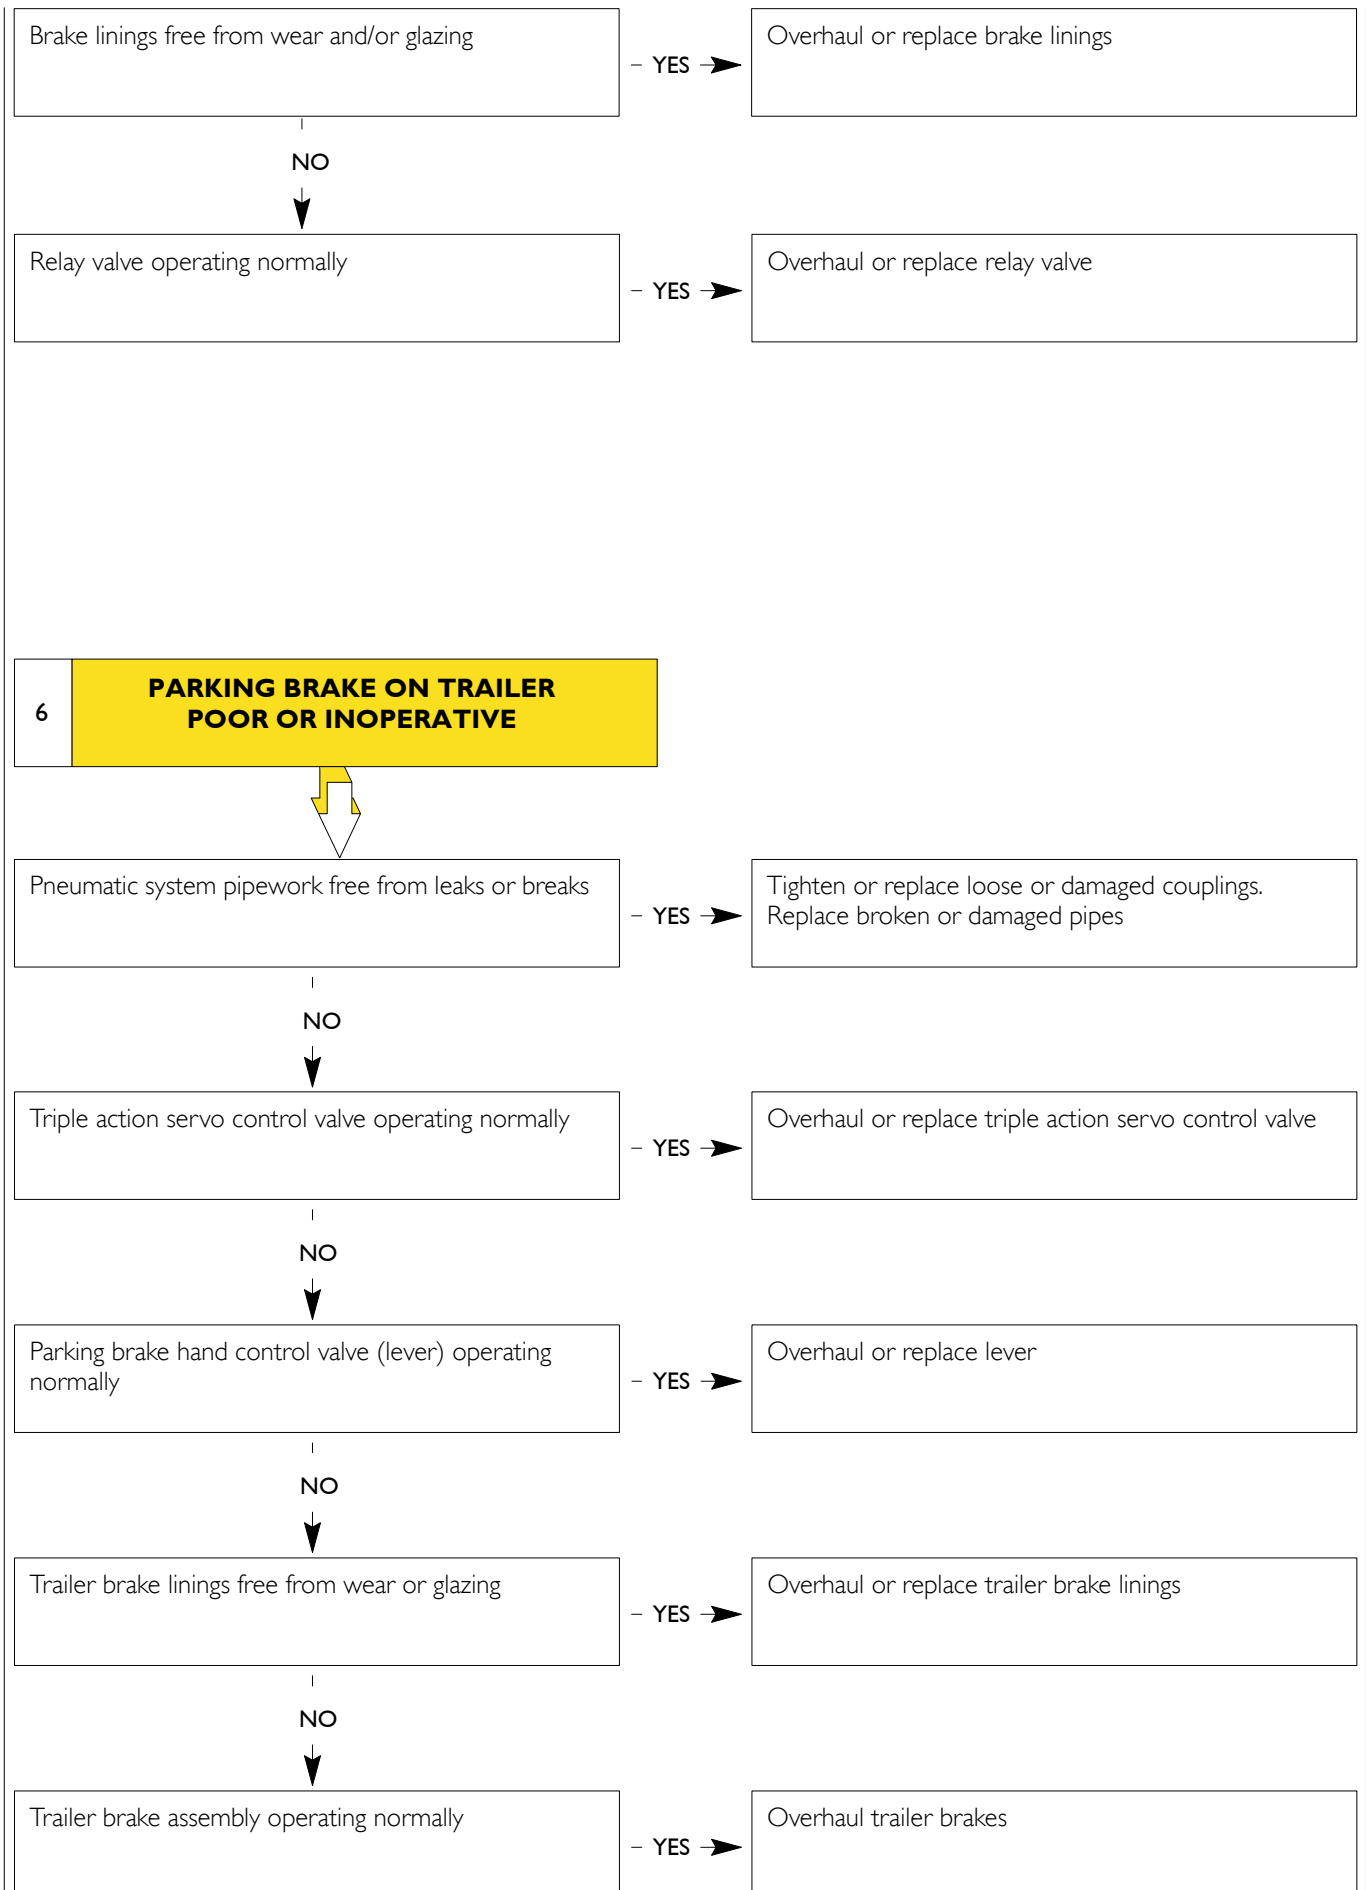 Brake linings free from wear and/or glazing
YES
Overhaul or replace brake linings
NO
Relay valve operating normally
YES
Overhaul or replace relay valve
6
PARKING BRAKE ON TRAILER
POOR OR INOPERATIVE
Pneumatic system pipework free from leaks or breaks
YES
Tighten or replace loose or damaged couplings.
Replace broken or damaged pipes
NO
Triple action servo control valve operating normally
YES
Overhaul or replace triple action servo control valve
NO
Parking brake hand control valve (lever) operating
normally
YES
Overhaul or replace lever
NO
Trailer brake linings free from wear or glazing
YES
Overhaul or replace trailer brake linings
NO
Trailer brake assembly operating normally
YES
Overhaul trailer brakes